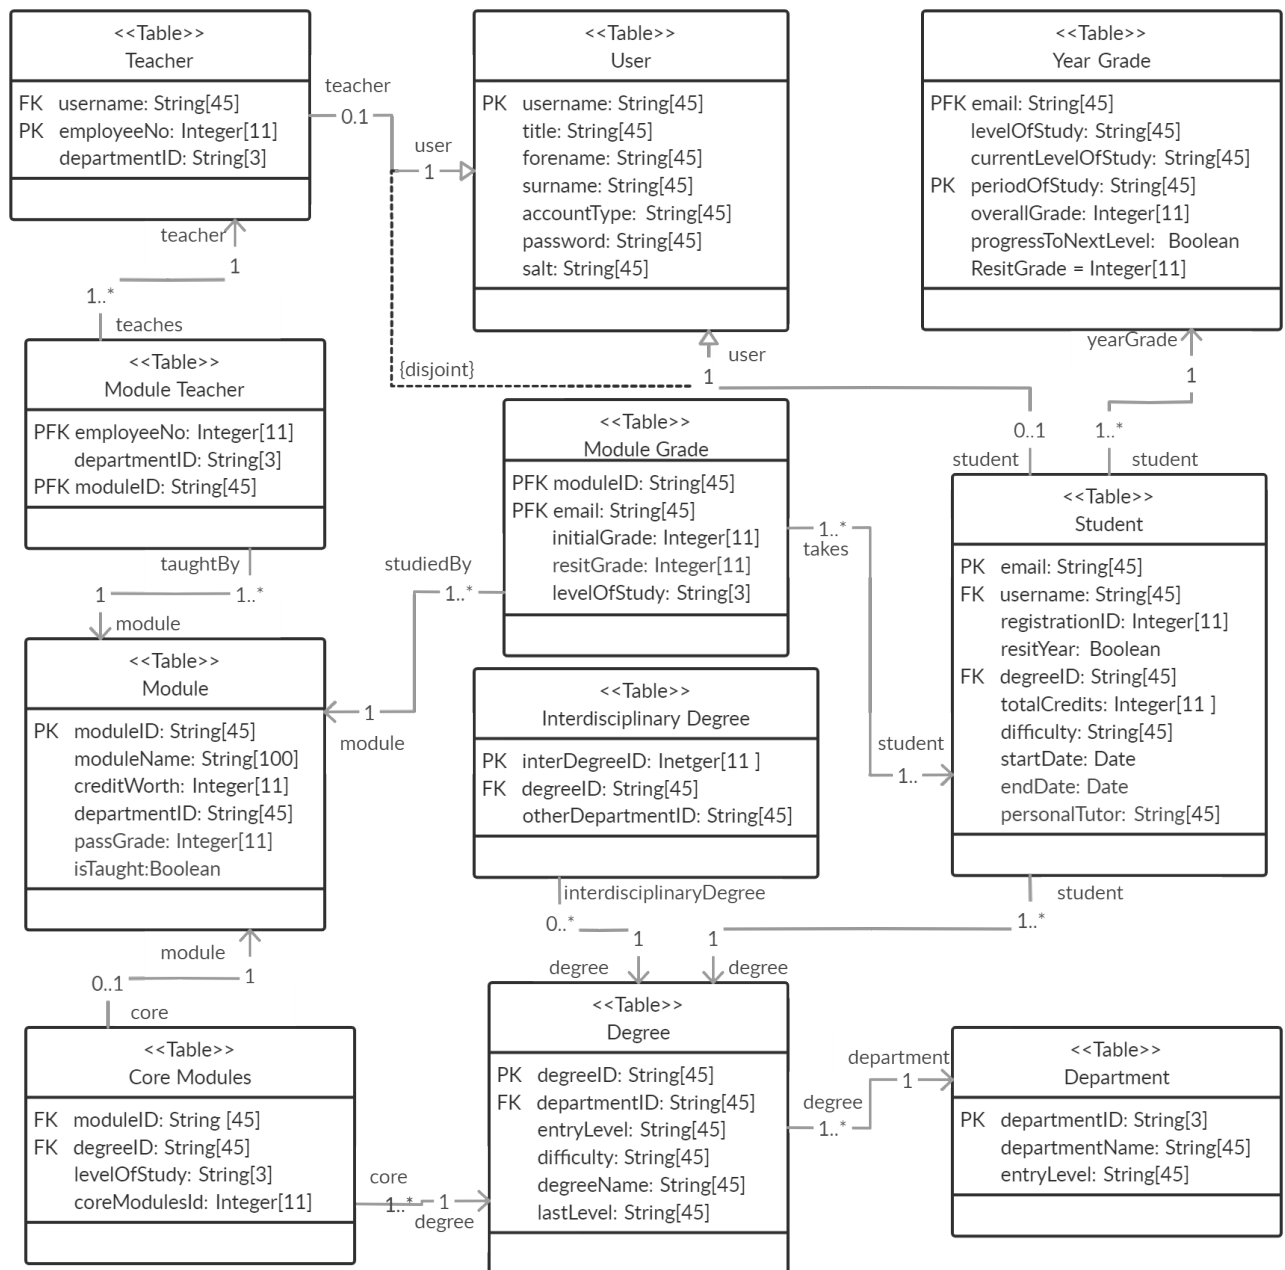 <<Table>>
Teacher
FK username: String[45]
PK employeeNo: Integer[11]
departmentID: String[3]
teacher
0.1
user
1
<<Table>>
User
PK username: String[45]
title: String[45]
forename: String[45]
surname: String[45]
accountType: String[45]
password: String[45]
salt: String[45]
<<Table>>
Year Grade
PFK email: String[45]
levelOfStudy: String[45]
currentLevelOfStudy: String[45]
PK periodOfStudy: String[45]
overallGrade: Integer[11]
progressToNextLevel: Boolean
ResitGrade = Integer[11]
teacher
1
1..*
teaches
{disjoint}
user
1
yearGrade
1
0..1
1..*
student
student
<<Table>>
Module Teacher
PFK employeeNo: Integer[11]
departmentID: String[3]
PFK moduleID: String[45]
<<Table>>
Module Grade
PFK moduleID: String[45]
PFK email: String[45]
initialGrade: Integer[11]
resitGrade: Integer[11]
levelOfStudy: String[3]
1..*
takes
student
1..
<<Table>>
Student
PK email: String[45]
FK username: String[45]
registrationID: Integer[11]
resitYear: Boolean
FK degreeID: String[45]
totalCredits: Integer[11 ]
difficulty: String[45]
startDate: Date
endDate: Date
personalTutor: String[45]
taughtBy
1
1..*
module
studiedBy
1..*
1
module
<<Table>>
Module
PK moduleID: String[45]
moduleName: String[100]
creditWorth: Integer[11]
departmentID: String[45]
passGrade: Integer[11]
isTaught:Boolean
<<Table>>
Interdisciplinary Degree
PK interDegreeID: Inetger[11 ]
FK degreeID: String[45]
otherDepartmentID: String[45]
interdisciplinaryDegree
0..*
1
degree
student
1..*
1
degree
module
1
0..1
core
<<Table>>
Core Modules
FK moduleID: String [45]
FK degreeID: String[45]
levelOfStudy: String[3]
coreModulesId: Integer[11]
core
1..*
1
degree
<<Table>>
Degree
PK degreeID: String[45]
FK departmentID: String[45]
entryLevel: String[45]
difficulty: String[45]
degreeName: String[45]
lastLevel: String[45]
department
1
degree
1..*
<<Table>>
Department
PK departmentID: String[3]
departmentName: String[45]
entryLevel: String[45]